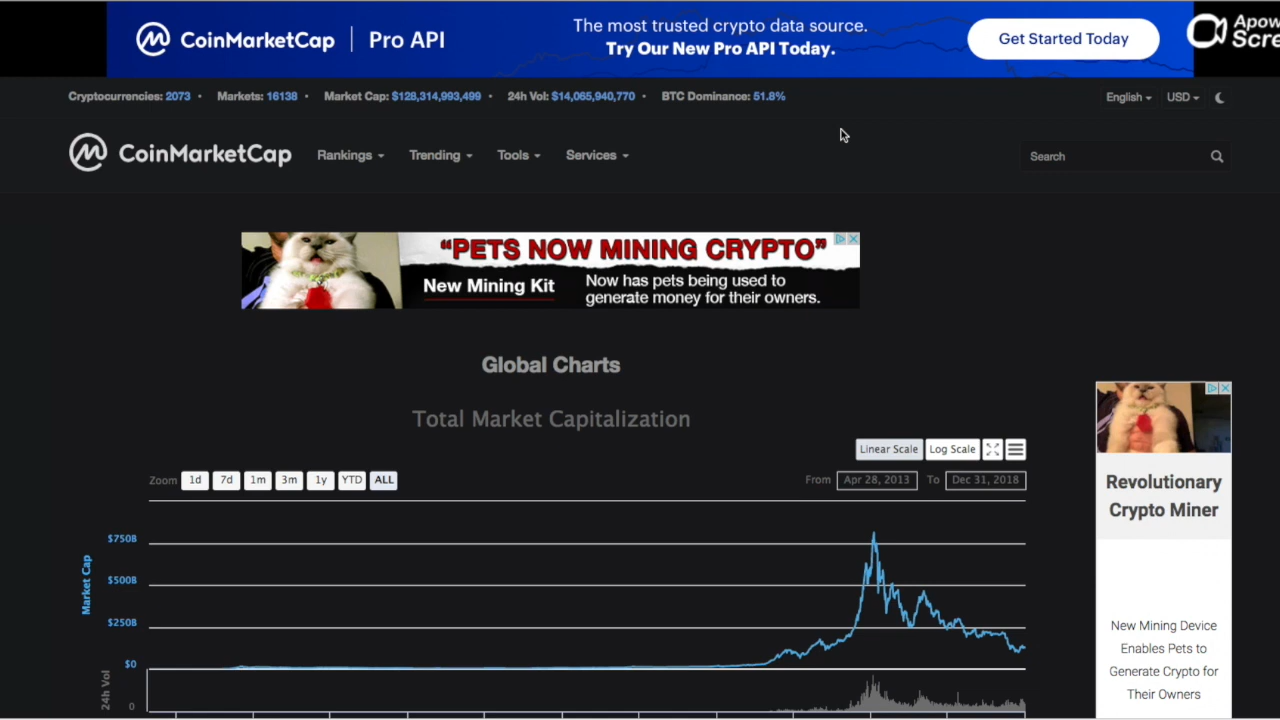 CoinMarketCap | Pro API
The most trusted crypto data source.
Try Our New Pro API Today.
Get Started Today
Apow
Scre
Cryptocurrencies: 2073 • Markets: 16138 • Market Cap: $128,314,993,499 • 24h Vol: $14,065,940,770 • BTC Dominance: 51.8%
English
USD
CoinMarketCap
Rankings
Trending
Tools
Services
Search
“PETS NOW MINING CRYPTO”
New Mining Kit
Now has pets being used to
generate money for their owners.
Global Charts
Total Market Capitalization
Linear Scale
Log Scale
Zoom 1d 7d 1m 3m 1y YTD ALL
From Apr 28, 2013 To Dec 31, 2018
Market Cap
$750B
$500B
$250B
$0
24h Vol
0
Revolutionary
Crypto Miner
New Mining Device
Enables Pets to
Generate Crypto for
Their Owners